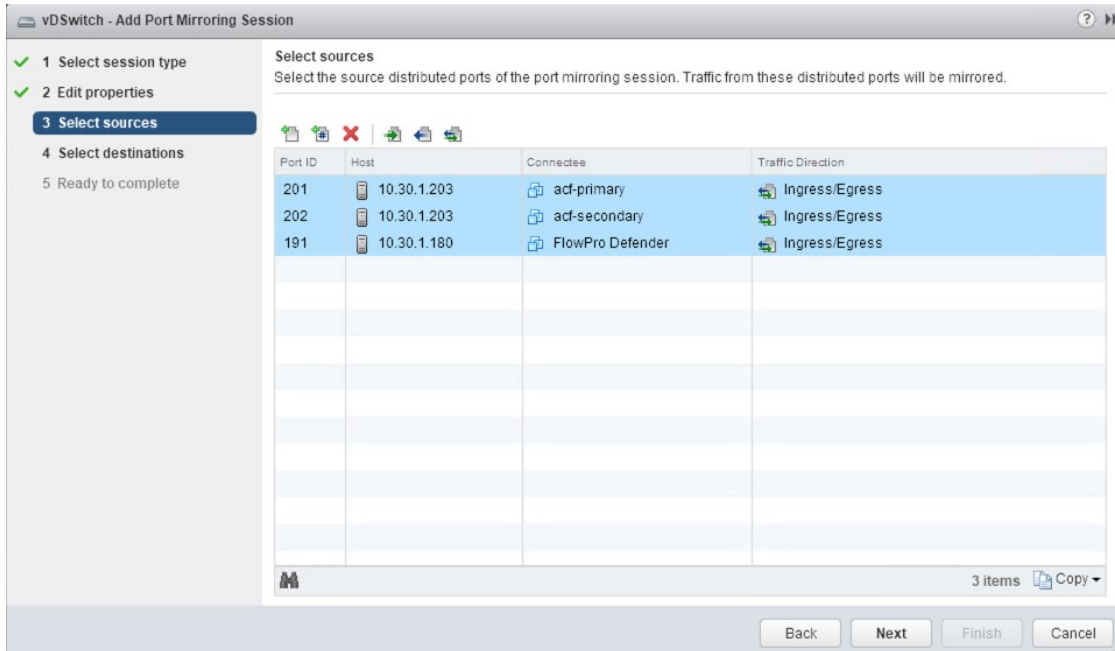 vDSwitch - Add Port Mirroring Session
?
1 Select session type
2 Edit properties
3 Select sources
4 Select destinations
5 Ready to complete
Select sources
Select the source distributed ports of the port mirroring session. Traffic from these distributed ports will be mirrored.
Port ID Host Connectee Traffic Direction
201 10.30.1.203 acf-primary Ingress/Egress
202 10.30.1.203 acf-secondary Ingress/Egress
191 10.30.1.180 FlowPro Defender Ingress/Egress
3 items Copy
Back Next Finish Cancel